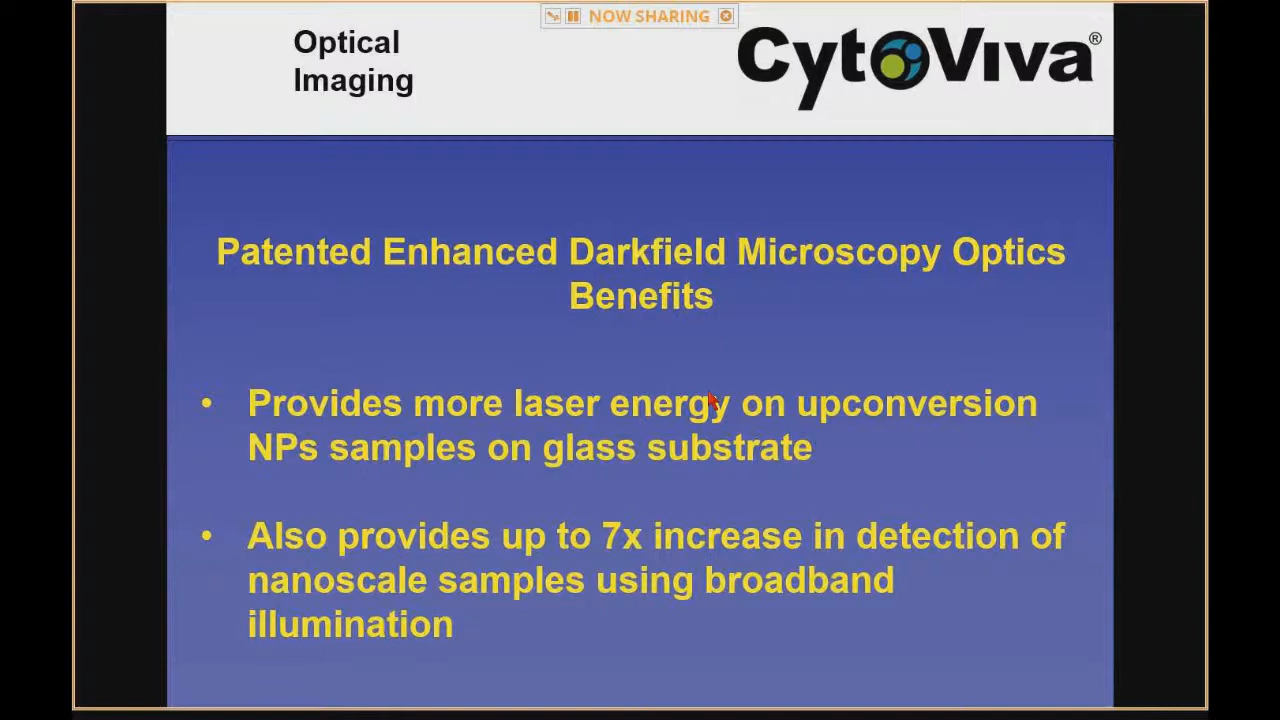 NOW SHARING
Optical
Imaging
CytoViva®
Patented Enhanced Darkfield Microscopy Optics
Benefits
• Provides more laser energy on upconversion
NPs samples on glass substrate
• Also provides up to 7x increase in detection of
nanoscale samples using broadband
illumination